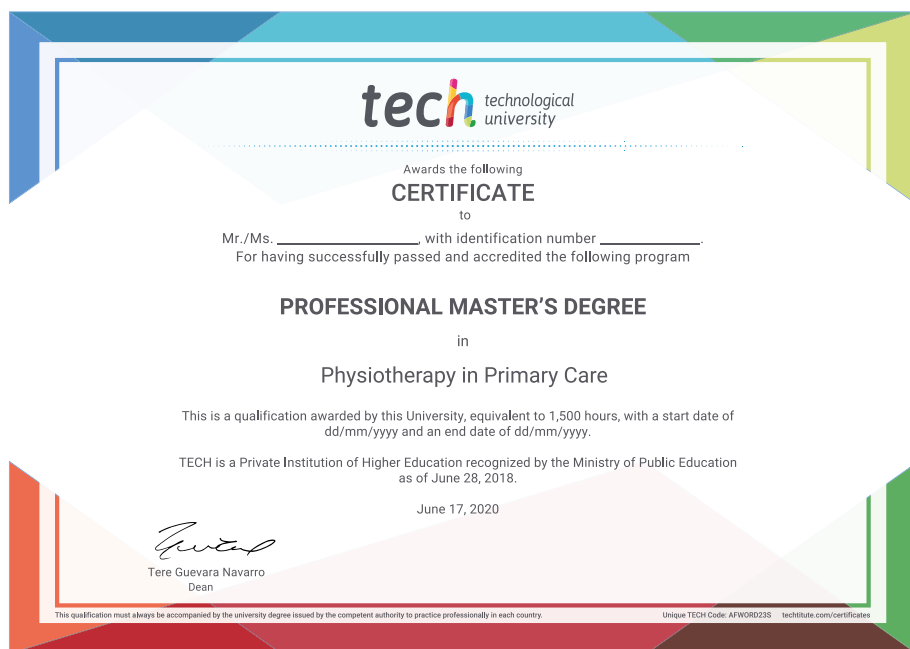 tech technological
university
Awards the following
CERTIFICATE
to
Mr./Ms. ____________________, with identification number ______________.
For having successfully passed and accredited the following program
PROFESSIONAL MASTER'S DEGREE
in
Physiotherapy in Primary Care
This is a qualification awarded by this University, equivalent to 1,500 hours, with a start date of
dd/mm/yyyy and an end date of dd/mm/yyyy.
TECH is a Private Institution of Higher Education recognized by the Ministry of Public Education
as of June 28, 2018.
June 17, 2020
Tere Guevara Navarro
Dean
This qualification must always be accompanied by the university degree issued by the competent authority to practice professionally in each country.
Unique TECH Code: AFWORD23S techtitute.com/certificates